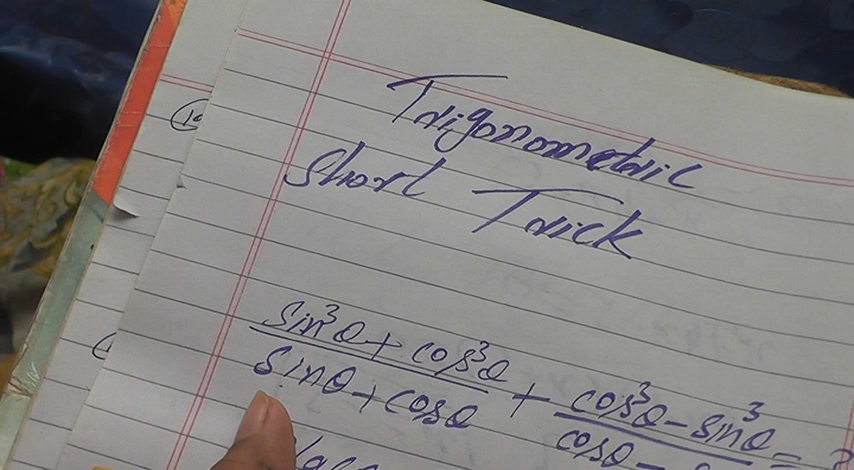 Trigonometric
Short Trick
sin³θ + cos³θ / sinθ + cosθ + cos³θ - sin³θ / cosθ - =